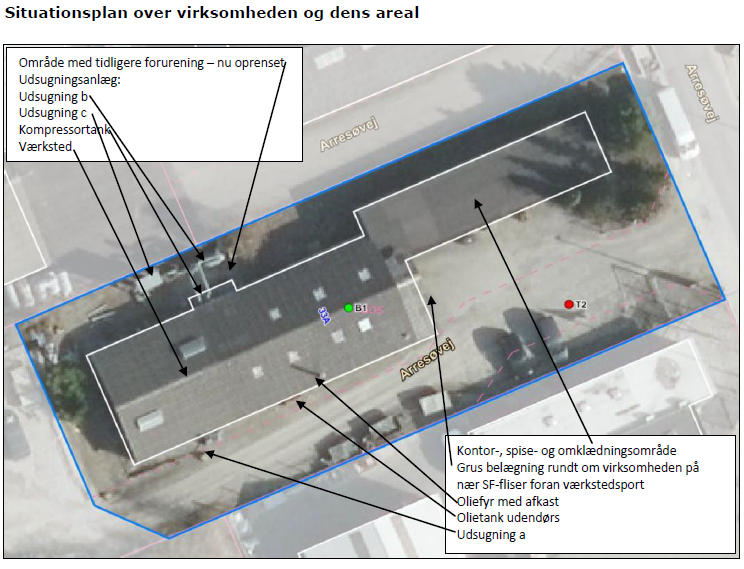 Situationsplan over virksomheden og dens areal
Område med tidligere forurening – nu oprenset
Udsugningsanlæg:
Udsugning b
Udsugning c
Kompressortank
Værksted
Arresøvej
Arresøvej
33A
B1
T2
Arresøvej
Kontor-, spise- og omklædningsområde
Grus belægning rundt om virksomheden på
nær SF-fliser foran værkstedsport
Oliefyr med afkast
Olietank udendørs
Udsugning a